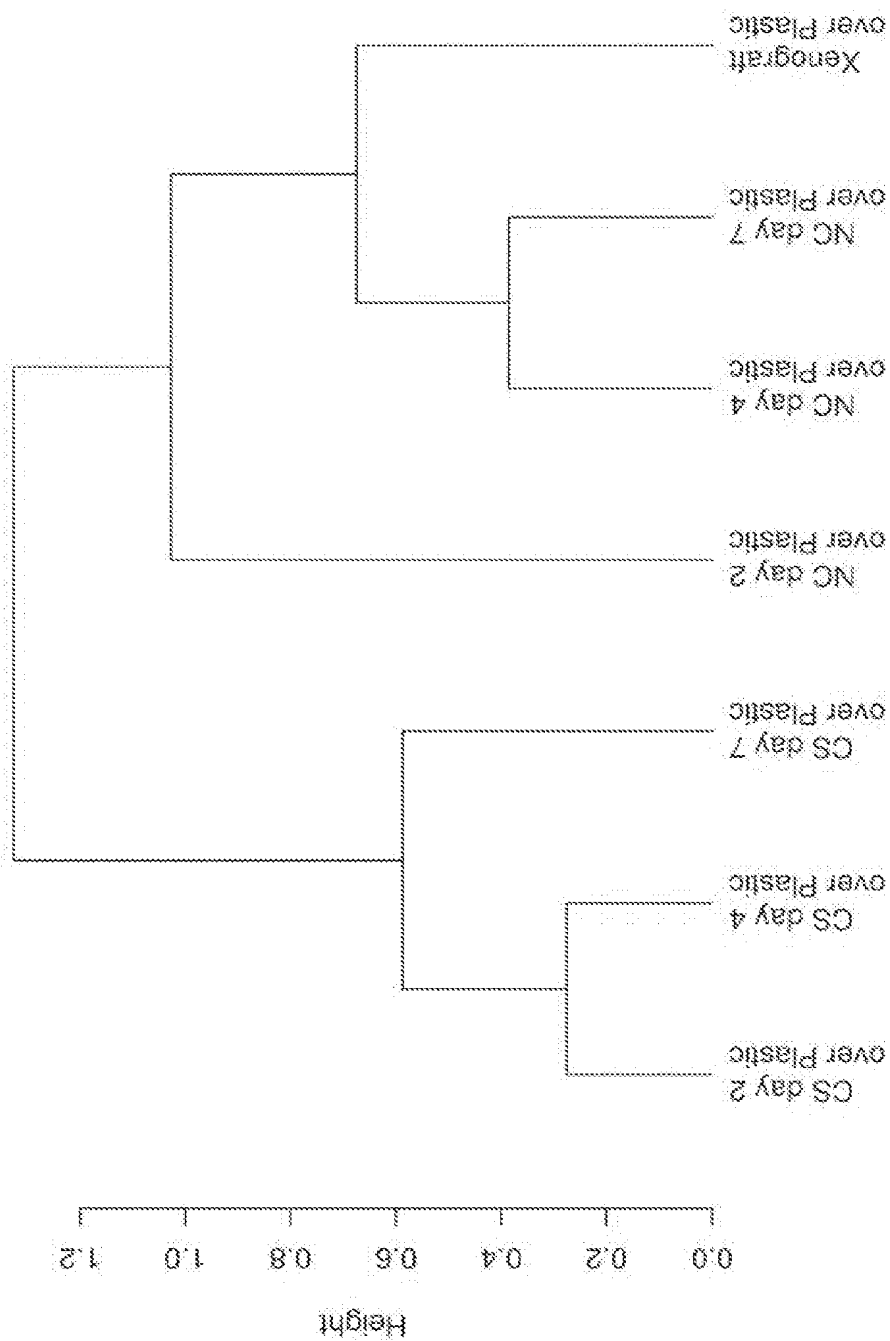 Height
0.0 0.2 0.4 0.6 0.8 1.0 1.2
CS day 2
over Plastic
CS day 4
over Plastic
CS day 7
over Plastic
NC day 2
over Plastic
NC day 4
over Plastic
NC day 7
over Plastic
Xenograft
over Plastic